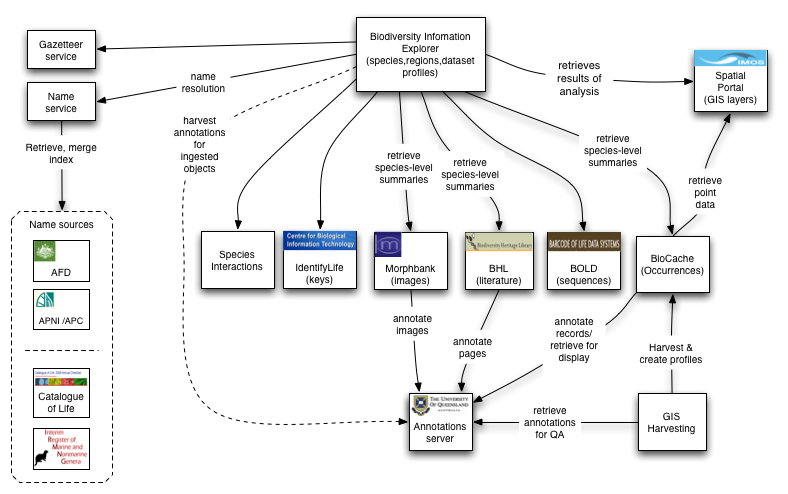 Gazetteer
service
Biodiversity Infomation
Explorer
(species,regions,dataset
profiles)
IMOS
Spatial
Portal
(GIS layers)
retrieves
results of
analysis
name
resolution
Name
service
harvest
annotations
for
ingested
objects
Retrieve, merge
index
retrieve
species-level
summaries
retrieve
species-level
summaries
retrieve
species-level
summaries
retrieve
point
data
Name sources
AFD
APNI /APC
Catalogue
of Life
Interim
Register of
Marine and
Nonmarine
Genera
Species
Interactions
Centre for Biological
Information Technology
IdentifyLife
(keys)
m
Morphbank
(images)
Biodiversity Heritage Library
BHL
(literature)
BARCODE OF LIFE DATA SYSTEMS
BOLD
(sequences)
BioCache
(Occurrences)
annotate
images
annotate
pages
annotate
records/
retrieve for
display
Harvest &
create profiles
THE UNIVERSITY
OF QUEENSLAND
AUSTRALIA
Annotations
server
retrieve
annotations
for QA
GIS
Harvesting